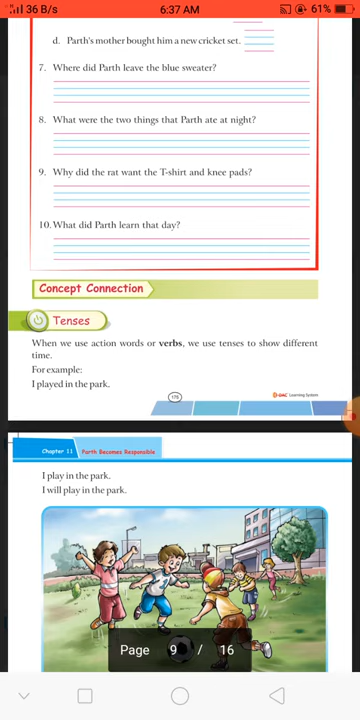 36 B/s
6:37 AM
61%
d. Parth's mother bought him a new cricket set.
7. Where did Parth leave the blue sweater?
8. What were the two things that Parth ate at night?
9. Why did the rat want the T-shirt and knee pads?
10. What did Parth learn that day?
Concept Connection
Tenses
When we use action words or verbs, we use tenses to show different
time.
For example:
I played in the park.
176
Learning System
Chapter 11 Parth Becomes Responsible
I play in the park.
I will play in the park.
Page 9 / 16